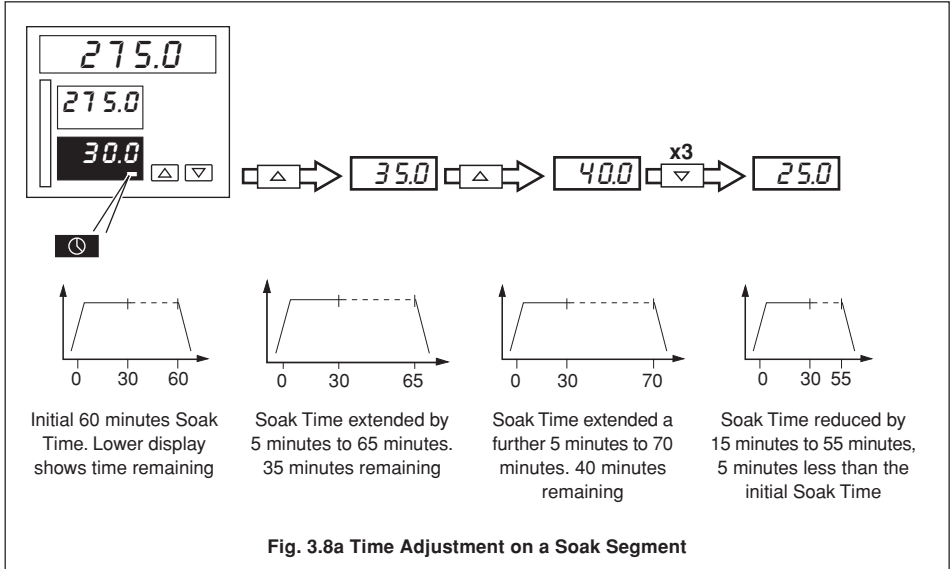 275.0
275.0
30.0
35.0
40.0
x3
25.0
0 30 60
0 30 65
0 30 70
0 30 55
Initial 60 minutes Soak
Time. Lower display
shows time remaining
Soak Time extended by
5 minutes to 65 minutes.
35 minutes remaining
Soak Time extended a
further 5 minutes to 70
minutes. 40 minutes
remaining
Soak Time reduced by
15 minutes to 55 minutes,
5 minutes less than the
initial Soak Time
Fig. 3.8a Time Adjustment on a Soak Segment